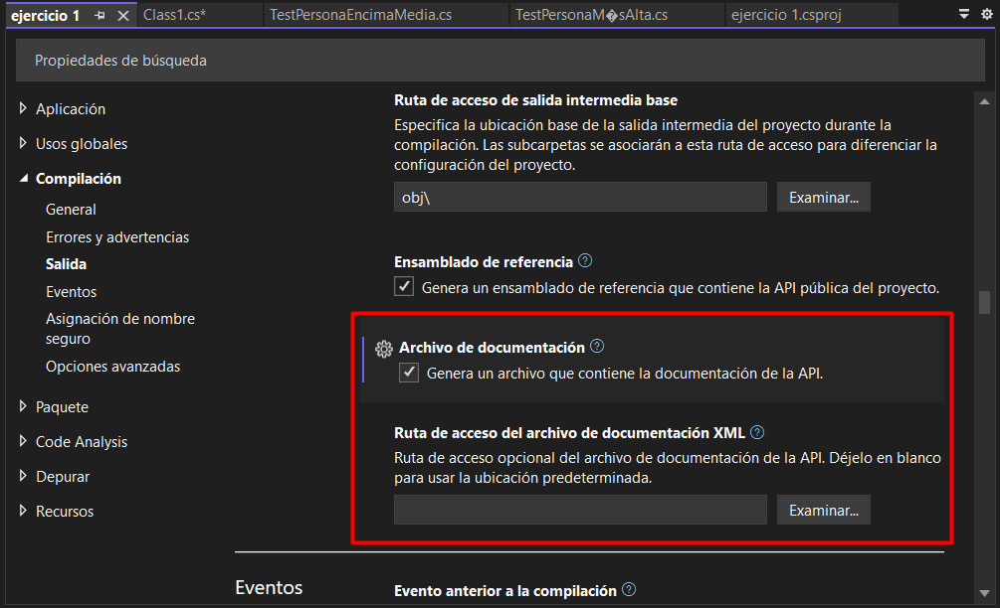 ejercicio 1
Class1.cs*
TestPersonaEncimaMedia.cs
TestPersonaM�sAlta.cs
ejercicio 1.csproj
Propiedades de búsqueda
Aplicación
Usos globales
Compilación
General
Errores y advertencias
Salida
Eventos
Asignación de nombre
seguro
Opciones avanzadas
Paquete
Code Analysis
Depurar
Recursos
Ruta de acceso de salida intermedia base
Especifica la ubicación base de la salida intermedia del proyecto durante la
compilación. Las subcarpetas se asociarán a esta ruta de acceso para diferenciar la
configuración del proyecto.
obj\
Examinar...
Ensamblado de referencia
Genera un ensamblado de referencia que contiene la API pública del proyecto.
Archivo de documentación
Genera un archivo que contiene la documentación de la API.
Ruta de acceso del archivo de documentación XML
Ruta de acceso opcional del archivo de documentación de la API. Déjelo en blanco
para usar la ubicación predeterminada.
Examinar...
Eventos
Evento anterior a la compilación